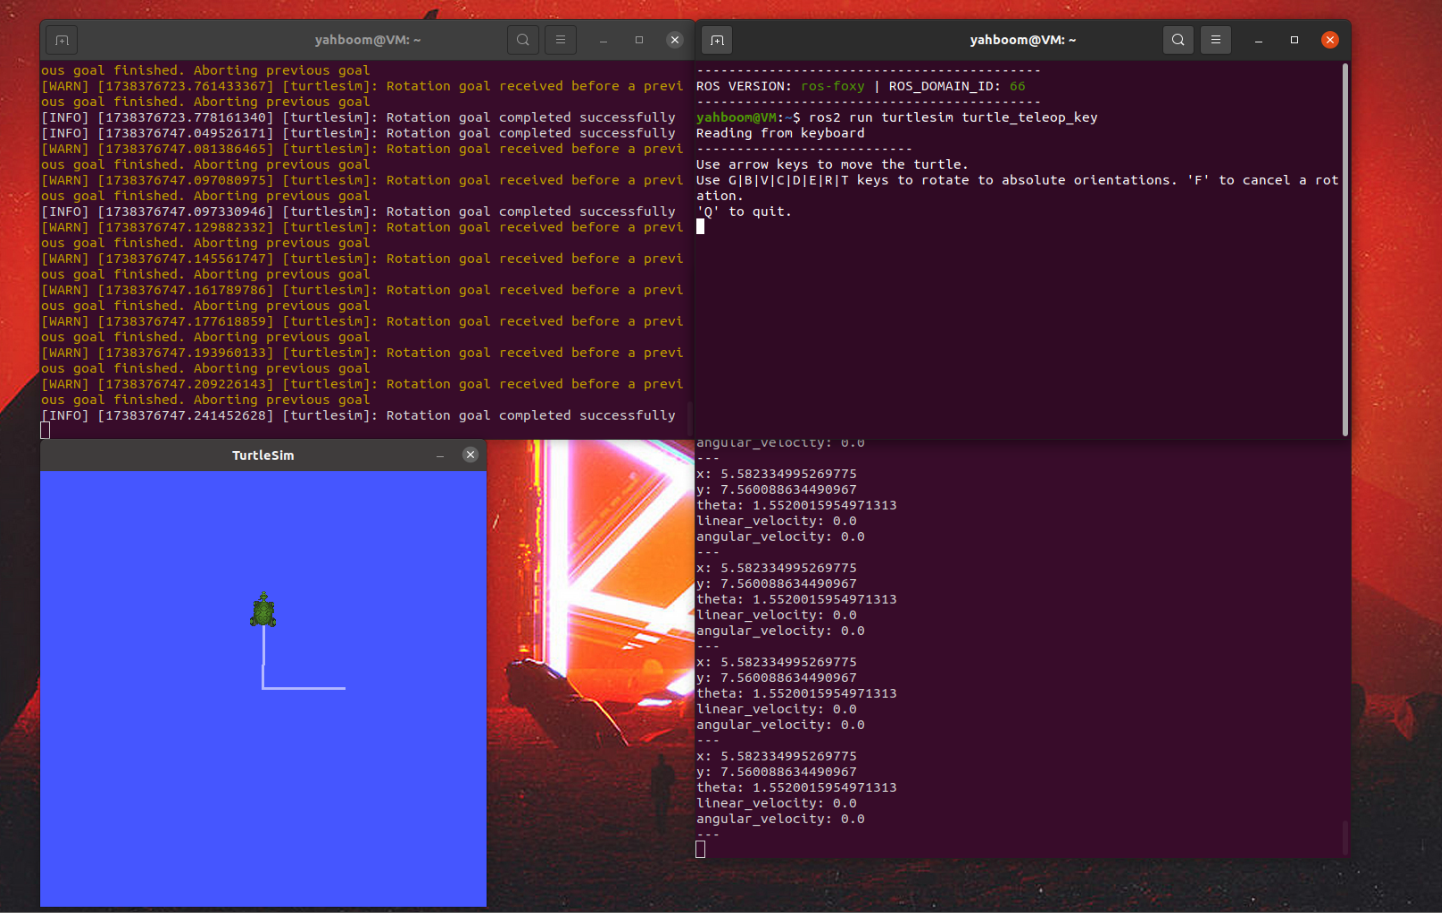 yahboom@VM: ~
ous goal finished. Aborting previous goal
[WARN] [1738376723.761433367] [turtlesim]: Rotation goal received before a previ
ous goal finished. Aborting previous goal
[INFO] [1738376723.778161340] [turtlesim]: Rotation goal completed successfully
[INFO] [1738376747.049526171] [turtlesim]: Rotation goal completed successfully
[WARN] [1738376747.081386465] [turtlesim]: Rotation goal received before a previ
ous goal finished. Aborting previous goal
[WARN] [1738376747.097080975] [turtlesim]: Rotation goal received before a previ
ous goal finished. Aborting previous goal
[INFO] [1738376747.097330946] [turtlesim]: Rotation goal completed successfully
[WARN] [1738376747.129882332] [turtlesim]: Rotation goal received before a previ
ous goal finished. Aborting previous goal
[WARN] [1738376747.145561747] [turtlesim]: Rotation goal received before a previ
ous goal finished. Aborting previous goal
[WARN] [1738376747.161789786] [turtlesim]: Rotation goal received before a previ
ous goal finished. Aborting previous goal
[WARN] [1738376747.177618859] [turtlesim]: Rotation goal received before a previ
ous goal finished. Aborting previous goal
[WARN] [1738376747.193960133] [turtlesim]: Rotation goal received before a previ
ous goal finished. Aborting previous goal
[WARN] [1738376747.209226143] [turtlesim]: Rotation goal received before a previ
ous goal finished. Aborting previous goal
[INFO] [1738376747.241452628] [turtlesim]: Rotation goal completed successfully
yahboom@VM: ~
-------------------------------------------
ROS VERSION: ros-foxy | ROS_DOMAIN_ID: 66
-------------------------------------------
yahboom@VM:~$ ros2 run turtlesim turtle_teleop_key
Reading from keyboard
---------------------------
Use arrow keys to move the turtle.
Use G|B|V|C|D|E|R|T keys to rotate to absolute orientations. 'F' to cancel a rot
ation.
'Q' to quit.
TurtleSim
angular_velocity: 0.0
---
x: 5.582334995269775
y: 7.560088634490967
theta: 1.5520015954971313
linear_velocity: 0.0
angular_velocity: 0.0
---
x: 5.582334995269775
y: 7.560088634490967
theta: 1.5520015954971313
linear_velocity: 0.0
angular_velocity: 0.0
---
x: 5.582334995269775
y: 7.560088634490967
theta: 1.5520015954971313
linear_velocity: 0.0
angular_velocity: 0.0
---
x: 5.582334995269775
y: 7.560088634490967
theta: 1.5520015954971313
linear_velocity: 0.0
angular_velocity: 0.0
---